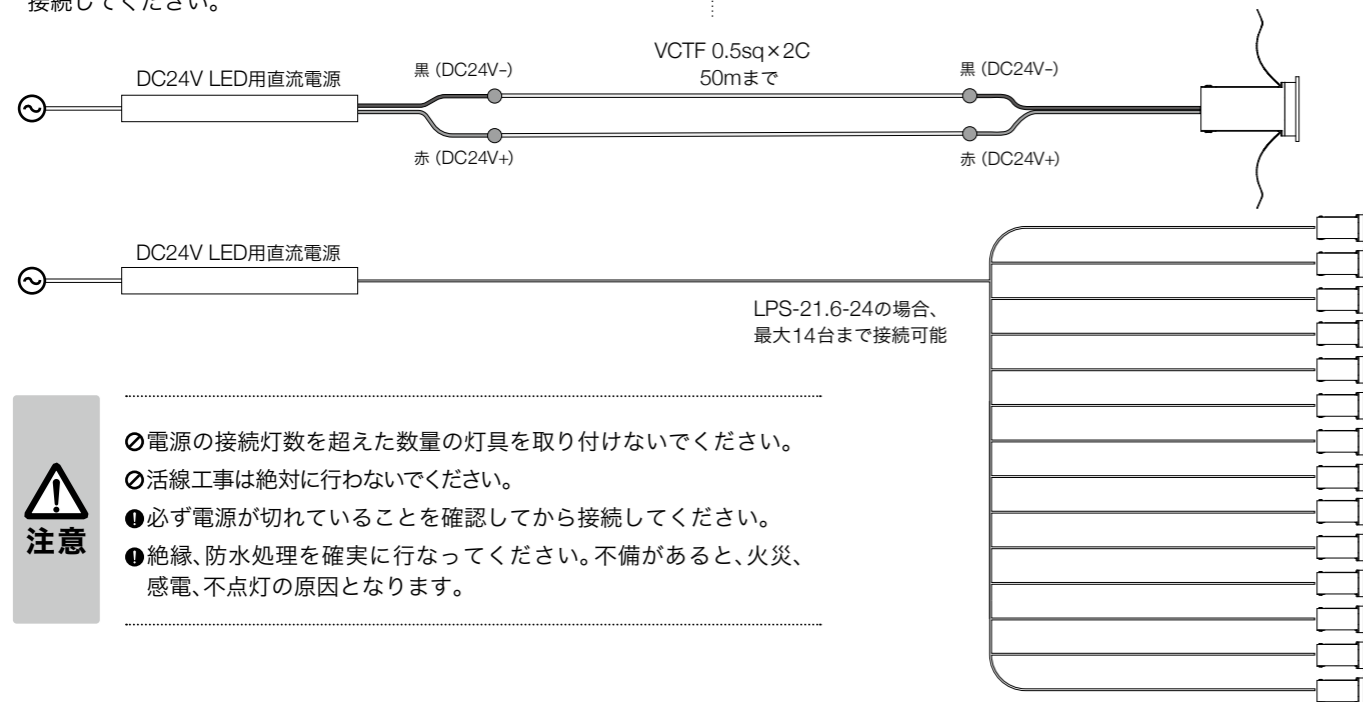 接続してください。
VCTF 0.5sq×2C
50mまで
DC24V LED用直流電源
黒 (DC24V-)
黒 (DC24V-)
赤 (DC24V+)
赤 (DC24V+)
DC24V LED用直流電源
LPS-21.6-24の場合、
最大14台まで接続可能
注意
電源の接続灯数を超えた数量の灯具を取り付けないでください。
活線工事は絶対に行わないでください。
必ず電源が切れていることを確認してから接続してください。
絶縁、防水処理を確実に行なってください。不備があると、火災、
感電、不点灯の原因となります。